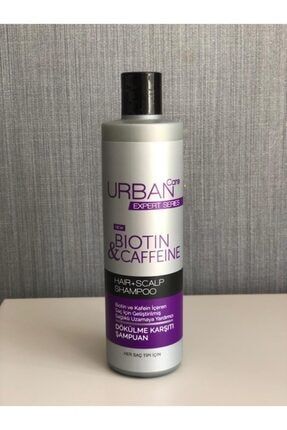 URBAN Care
EXPERT SERIES
NEW
BIOTIN
&CAFFEINE
HAIR+SCALP
SHAMPOO
Biotin ve Kafein İçeren
Saç İçin Geliştirilmiş
Sağlıklı Uzamaya Yardımcı
DÖKÜLME KARŞITI
ŞAMPUAN
HER SAÇ TİPİ İÇİN